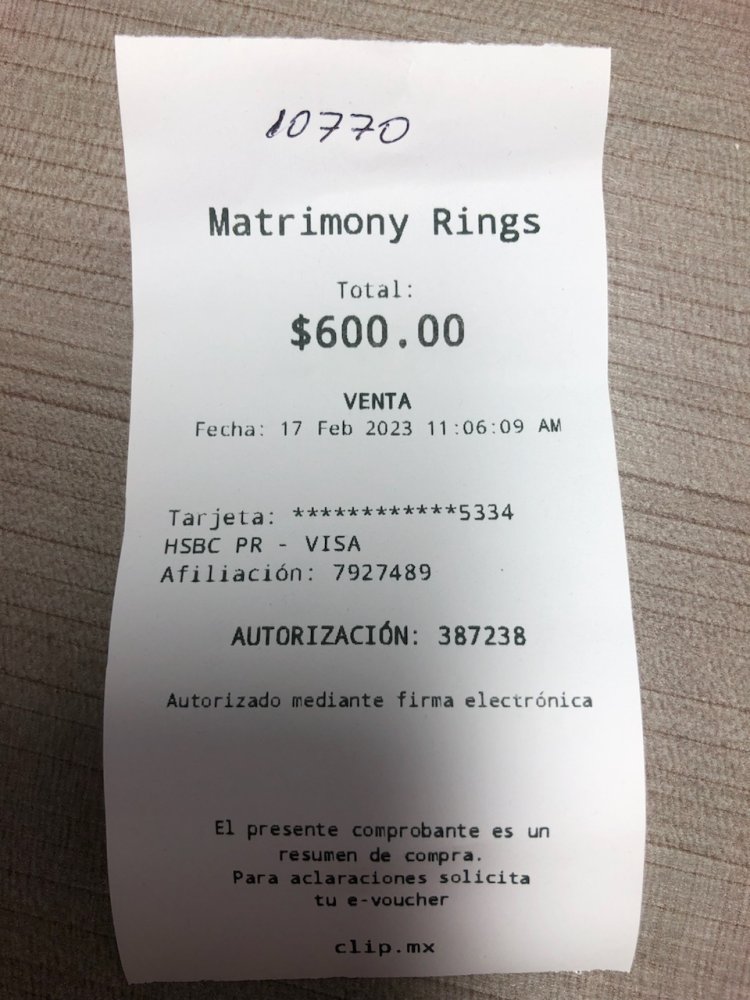 10770
Matrimony Rings
Total:
$600.00
VENTA
Fecha: 17 Feb 2023 11:06:09 AM
Tarjeta: ************5334
HSBC PR - VISA
Afiliación: 7927489
AUTORIZACIÓN: 387238
Autorizado mediante firma electrónica
El presente comprobante es un
resumen de compra.
Para aclaraciones solicita
tu e-voucher
clip.mx